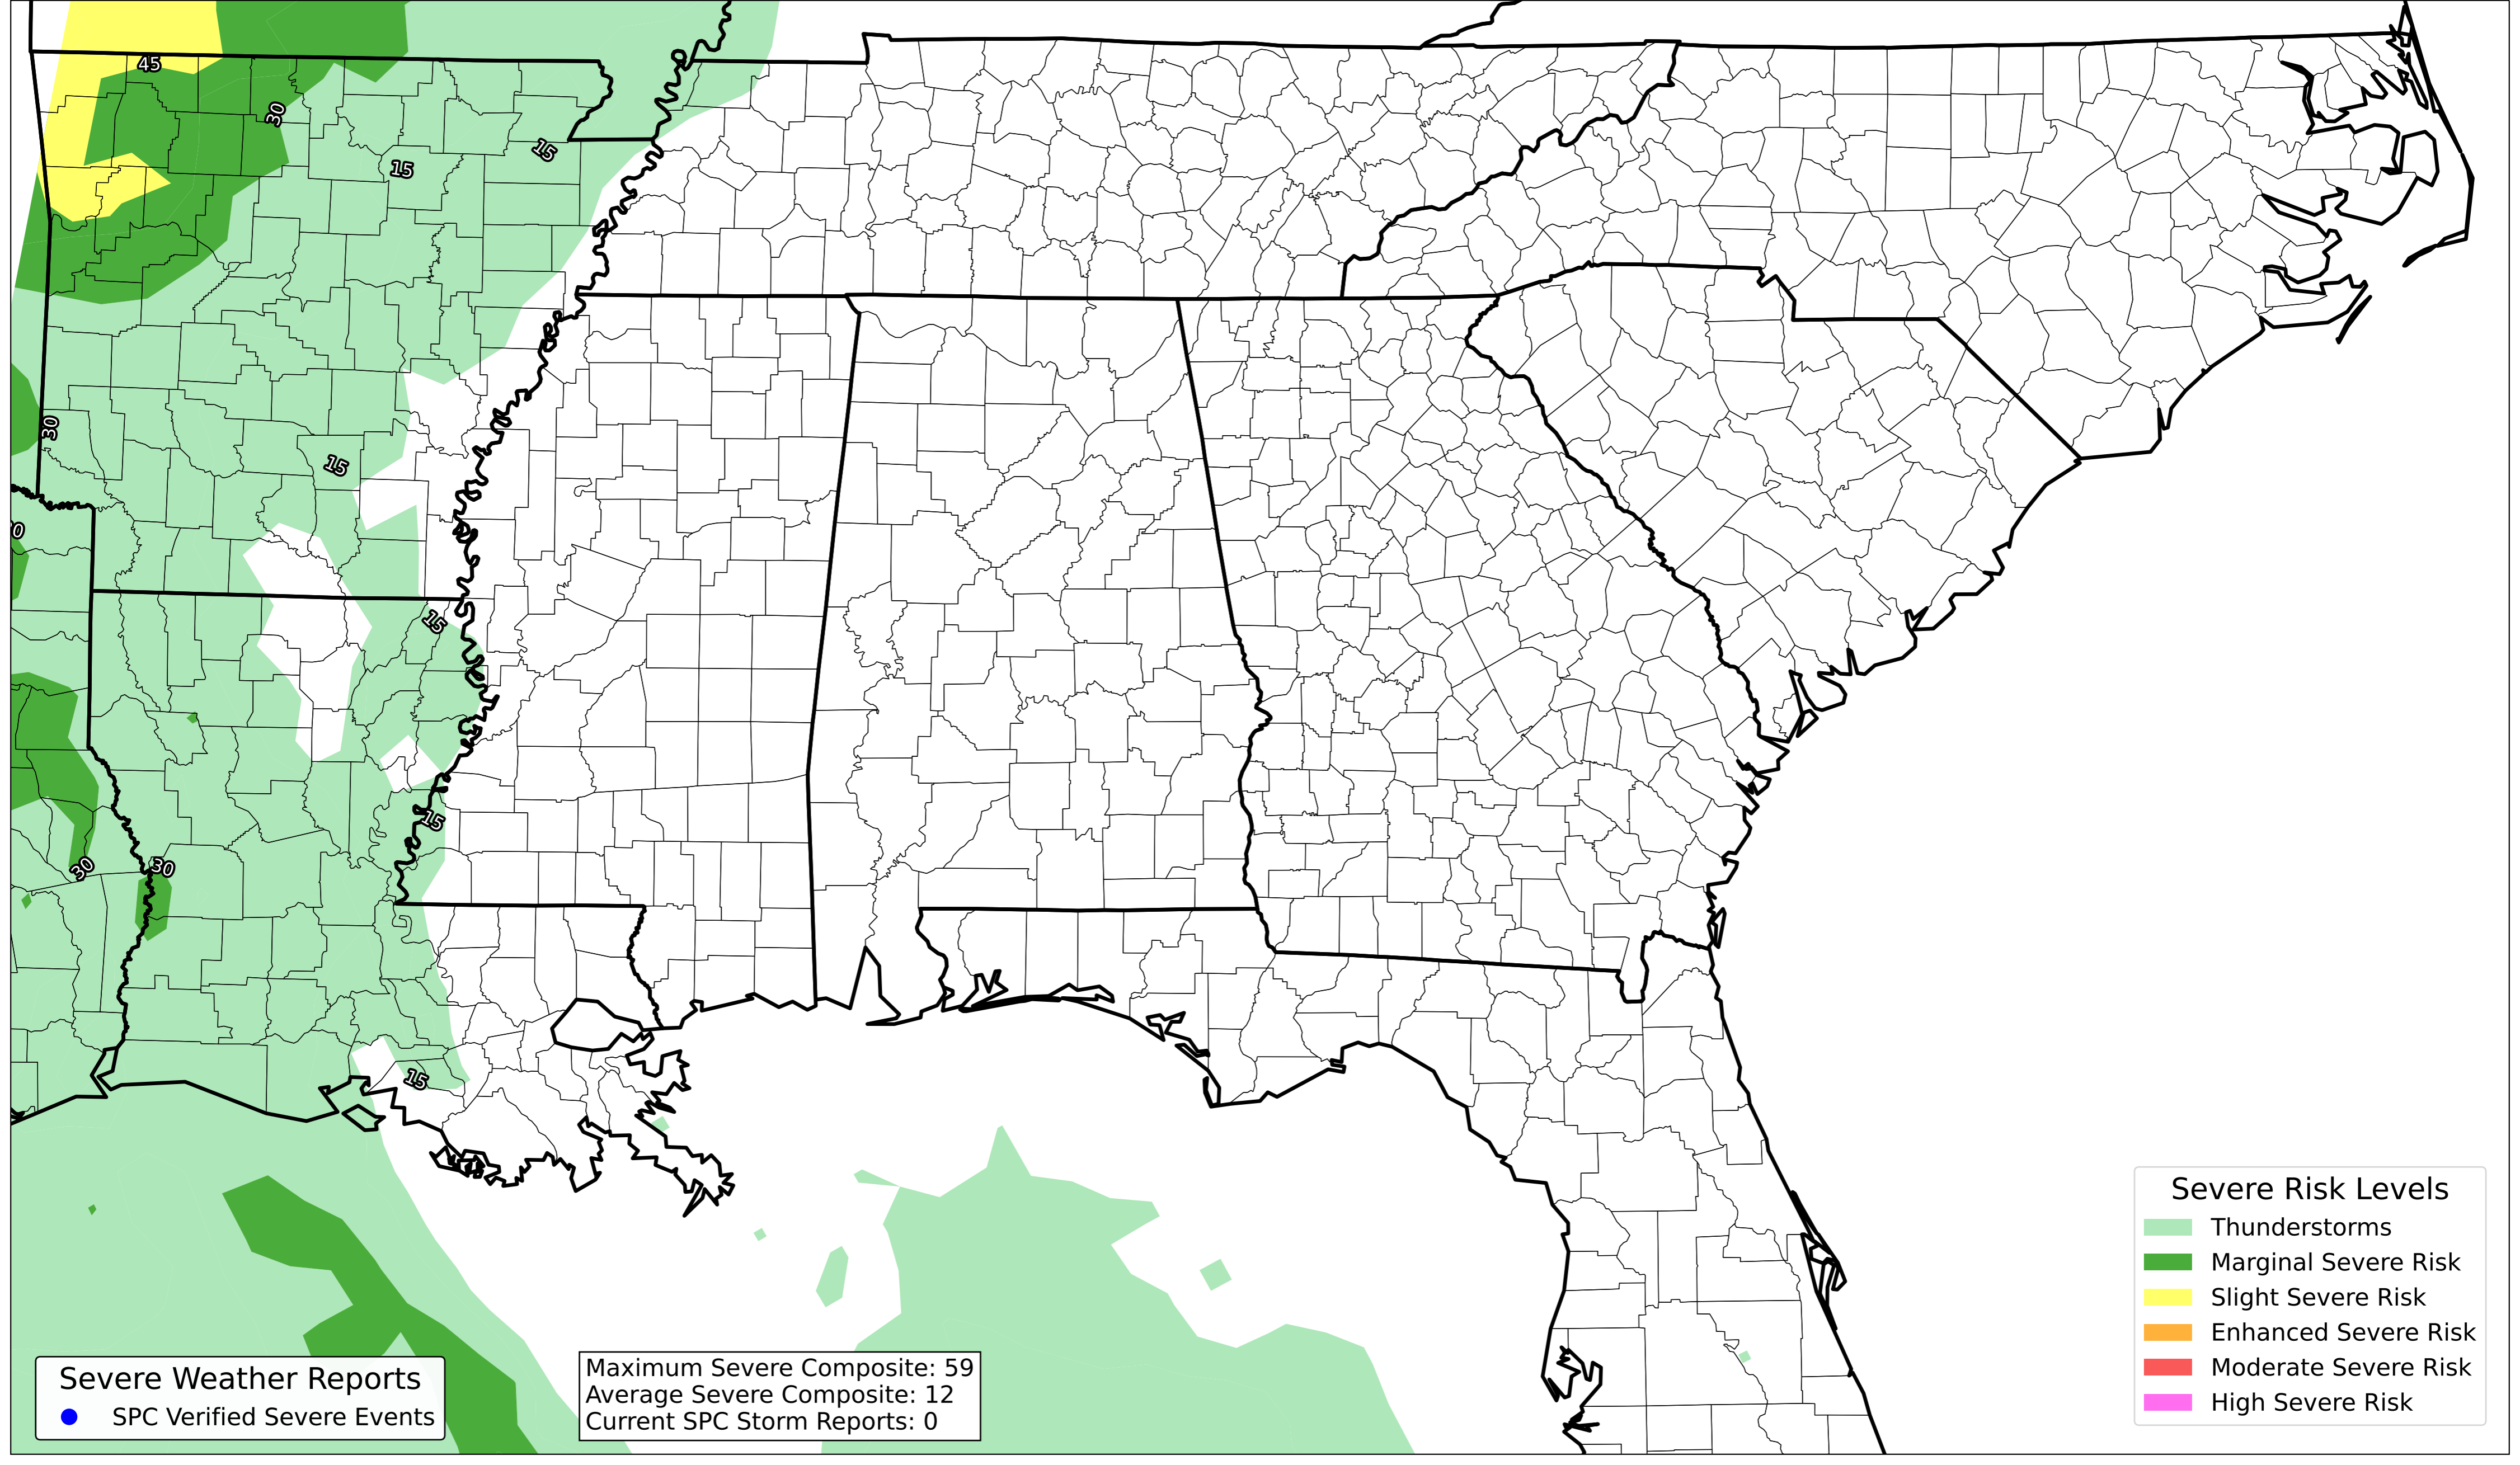 45
30
15
15
30
15
0
15
30
30
15
15
Severe Weather Reports
SPC Verified Severe Events
Maximum Severe Composite: 59
Average Severe Composite: 12
Current SPC Storm Reports: 0
Severe Risk Levels
Thunderstorms
Marginal Severe Risk
Slight Severe Risk
Enhanced Severe Risk
Moderate Severe Risk
High Severe Risk